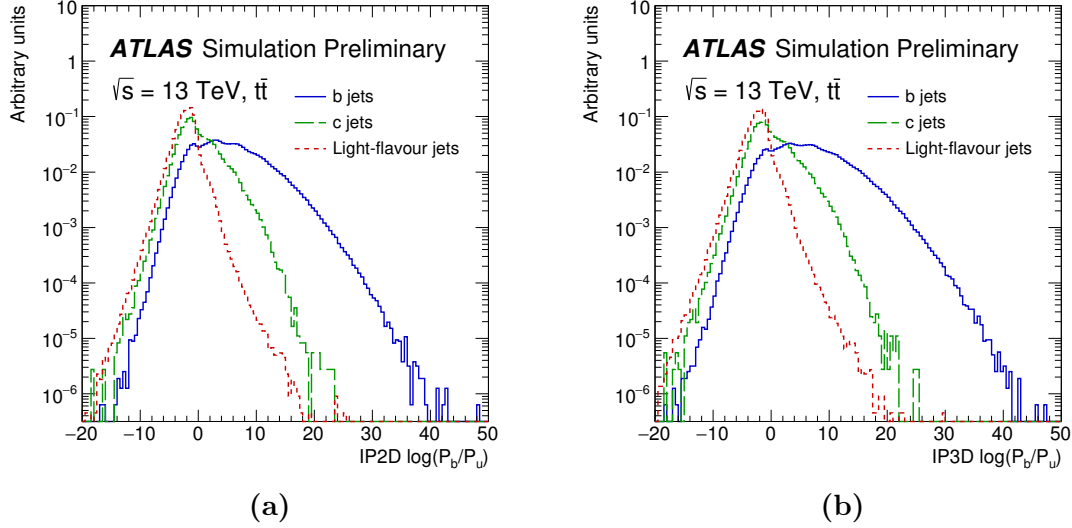 Arbitrary units
10
1
10⁻¹
10⁻²
10⁻³
10⁻⁴
10⁻⁵
10⁻⁶
ATLAS Simulation Preliminary
√s = 13 TeV, tt̄
b jets
c jets
Light-flavour jets
−20 −10 0 10 20 30 40 50
IP2D log(P_b/P_u)
(a)
Arbitrary units
10
1
10⁻¹
10⁻²
10⁻³
10⁻⁴
10⁻⁵
10⁻⁶
ATLAS Simulation Preliminary
√s = 13 TeV, tt̄
b jets
c jets
Light-flavour jets
−20 −10 0 10 20 30 40 50
IP3D log(P_b/P_u)
(b)